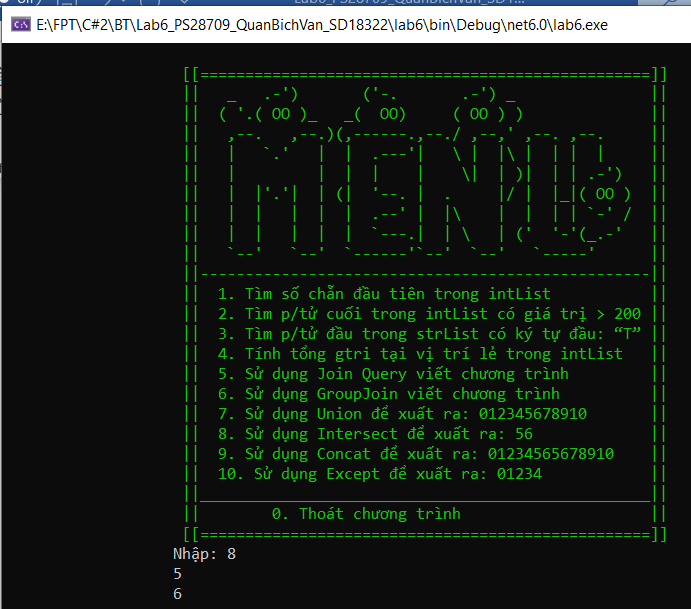 E:\FPT\C#2\BT\Lab6_PS28709_QuanBichVan_SD18322\lab6\bin\Debug\net6.0\lab6.exe
MENU
1. Tìm số chẵn đầu tiên trong intList
2. Tìm p/tử cuối trong intList có giá trị > 200
3. Tìm p/tử đầu trong strList có ký tự đầu: “T”
4. Tính tổng gtri tại vị trí lẻ trong intList
5. Sử dụng Join Query viết chương trình
6. Sử dụng GroupJoin viết chương trình
7. Sử dụng Union để xuất ra: 012345678910
8. Sử dụng Intersect để xuất ra: 56
9. Sử dụng Concat để xuất ra: 01234565678910
10. Sử dụng Except để xuất ra: 01234
0. Thoát chương trình
Nhập: 8
5
6